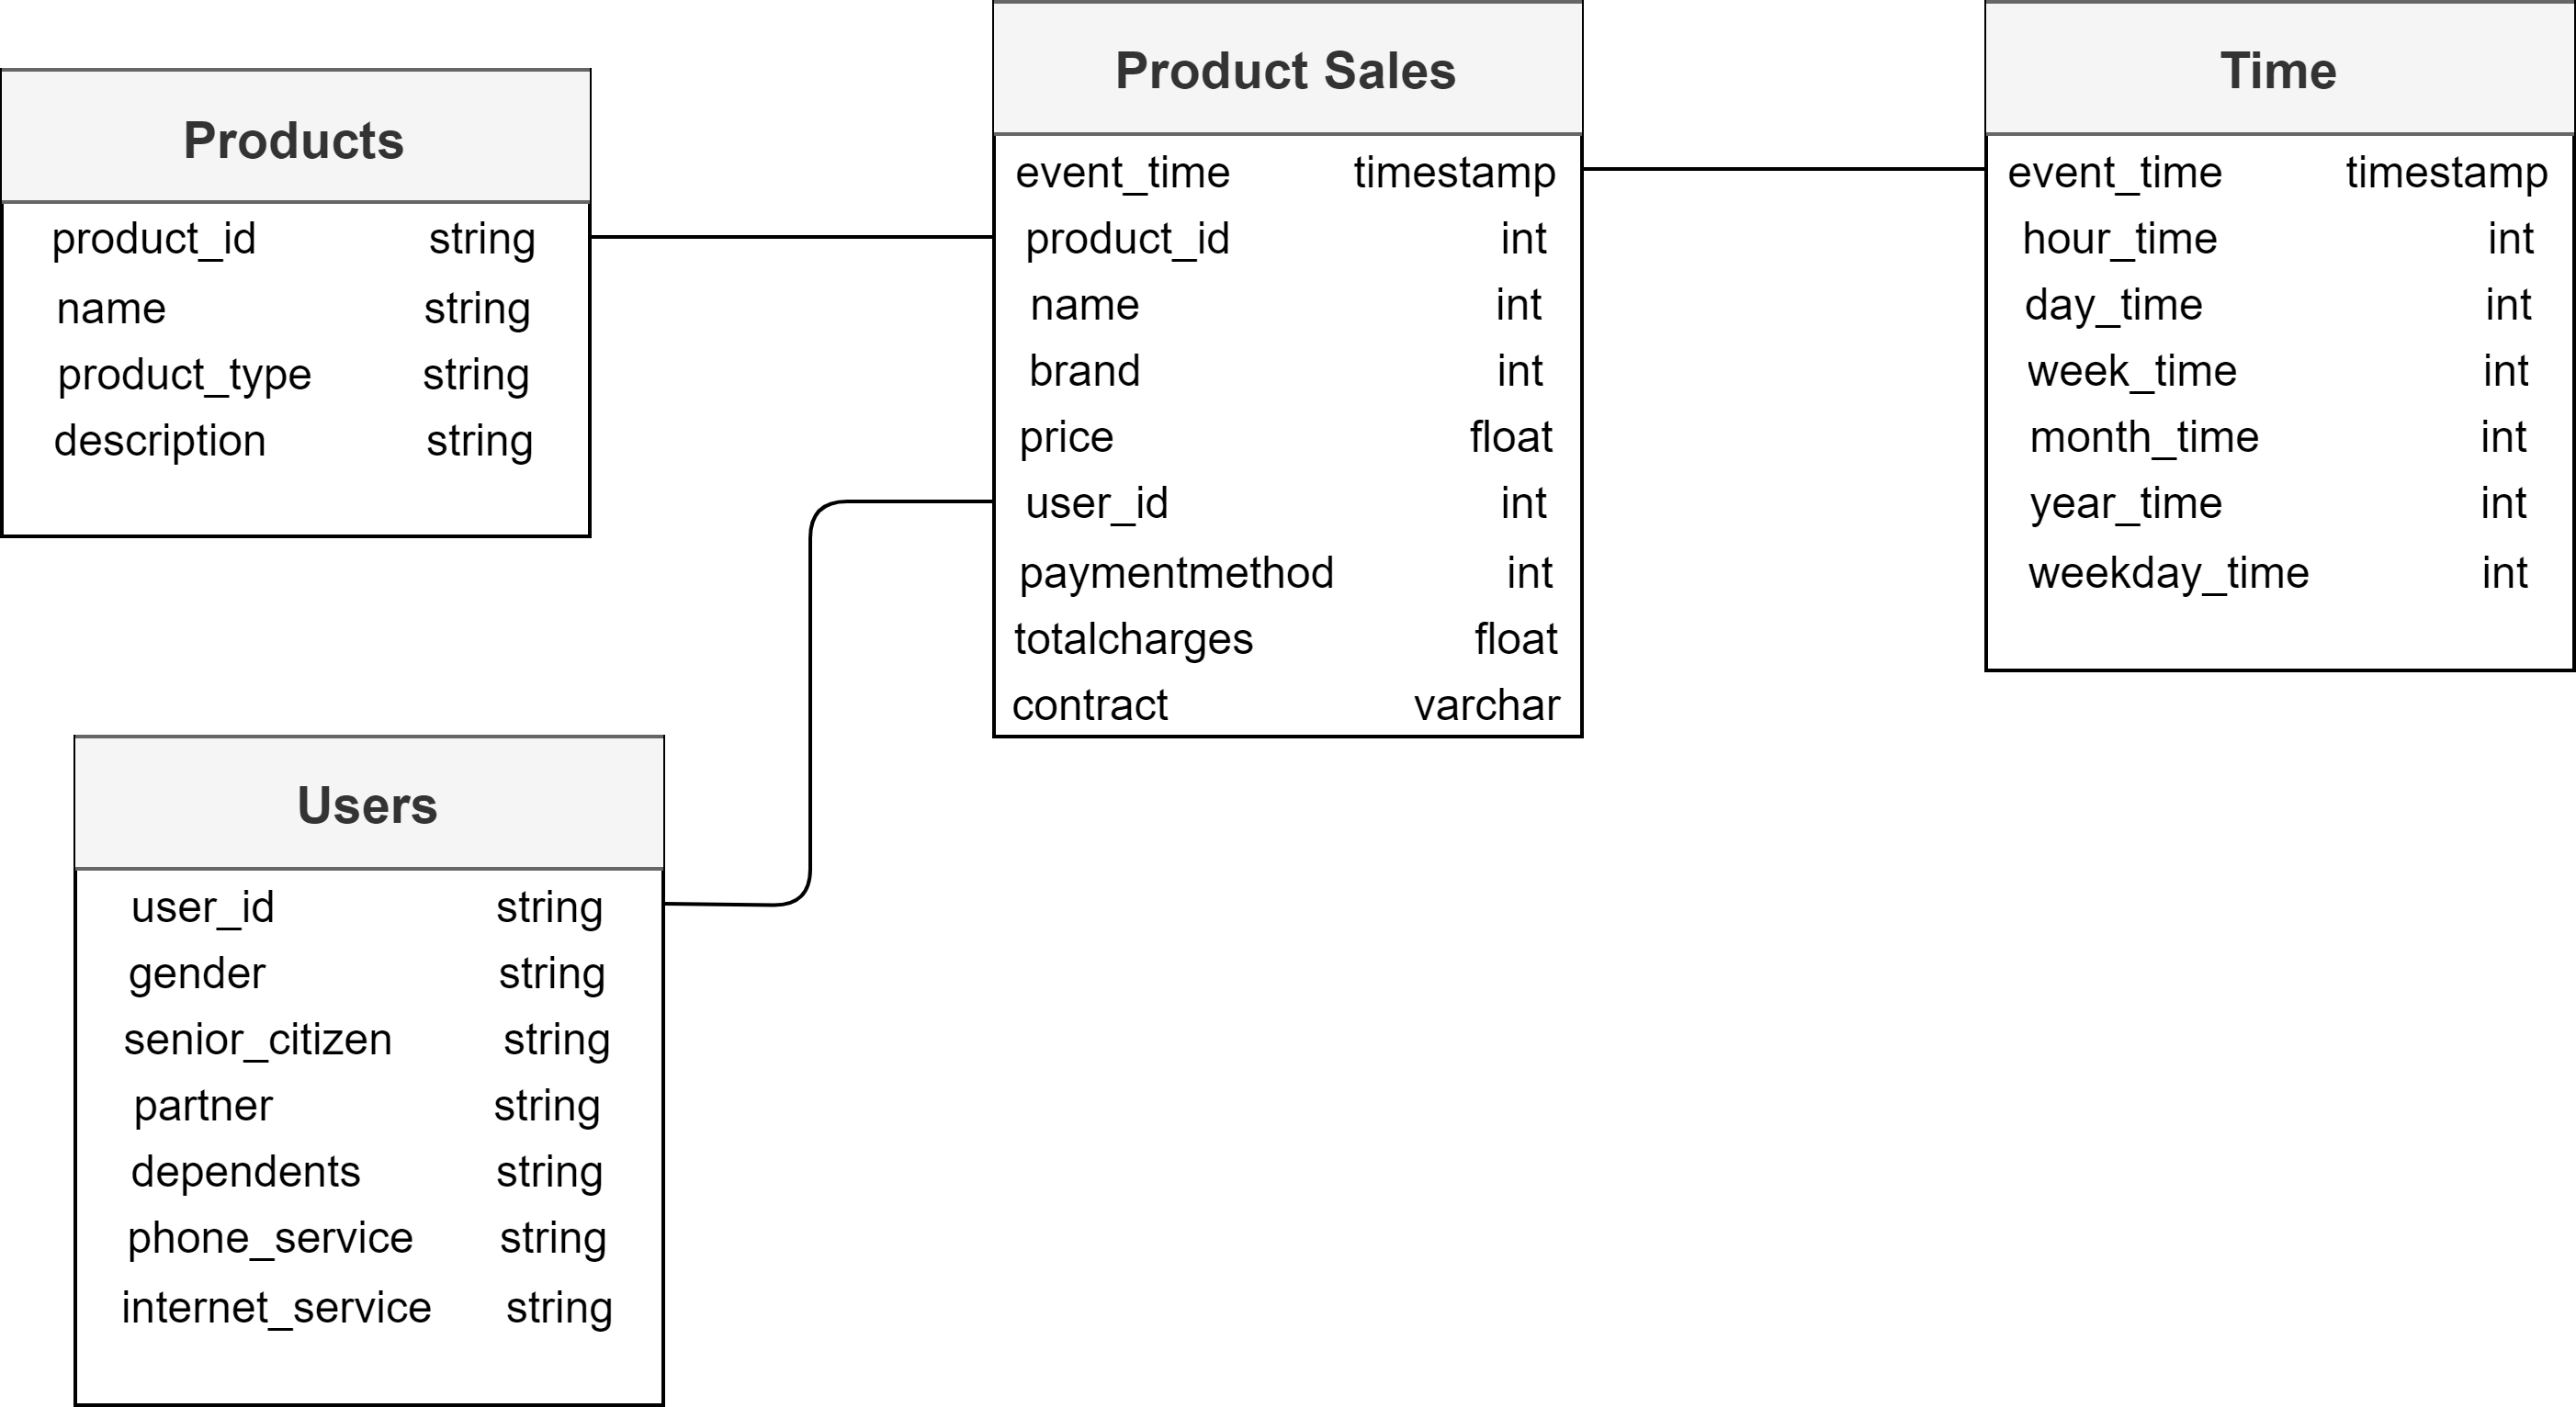 Products
product_id string
name string
product_type string
description string
Product Sales
event_time timestamp
product_id int
name int
brand int
price float
user_id int
paymentmethod int
totalcharges float
contract varchar
Time
event_time timestamp
hour_time int
day_time int
week_time int
month_time int
year_time int
weekday_time int
Users
user_id string
gender string
senior_citizen string
partner string
dependents string
phone_service string
internet_service string